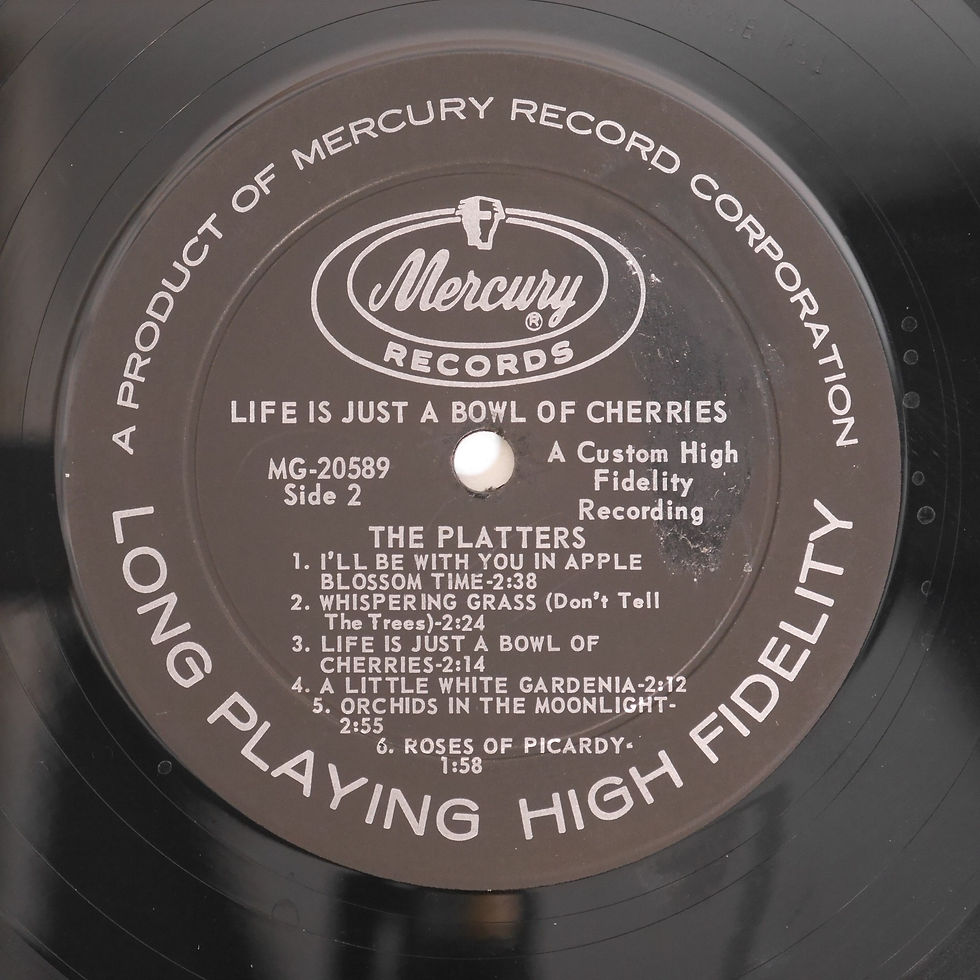 A PRODUCT OF MERCURY RECORD CORPORATION
Mercury
®
RECORDS
LIFE IS JUST A BOWL OF CHERRIES
MG-20589
Side 2
A Custom High
Fidelity
Recording
THE PLATTERS
1. I'LL BE WITH YOU IN APPLE
BLOSSOM TIME-2:38
2. WHISPERING GRASS (Don't Tell
The Trees)-2:24
3. LIFE IS JUST A BOWL OF
CHERRIES-2:14
4. A LITTLE WHITE GARDENIA-2:12
5. ORCHIDS IN THE MOONLIGHT-
2:55
6. ROSES OF PICARDY-
1:58
LONG PLAYING HIGH FIDELITY